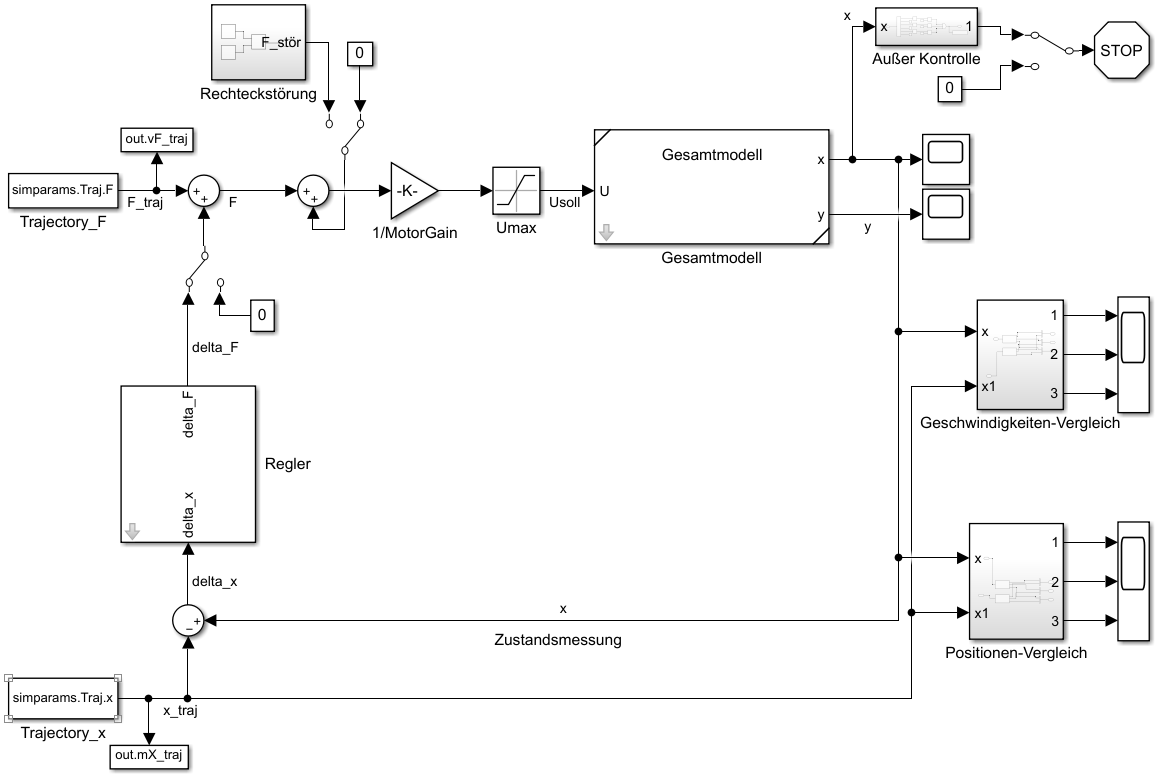 x
x
1
Außer Kontrolle
STOP
0
F_stör
Rechteckstörung
0
out.vF_traj
simparams.Traj.F
F_traj
Trajectory_F
+
+
F
+
+
-K-
1/MotorGain
Umax
Usoll
Gesamtmodell
U
x
y
Gesamtmodell
y
0
delta_F
delta_F
delta_x
Regler
delta_x
x
x1
1
2
3
Geschwindigkeiten-Vergleich
x
x1
1
2
3
Positionen-Vergleich
_
+
x
Zustandsmessung
simparams.Traj.x
x_traj
Trajectory_x
out.mX_traj